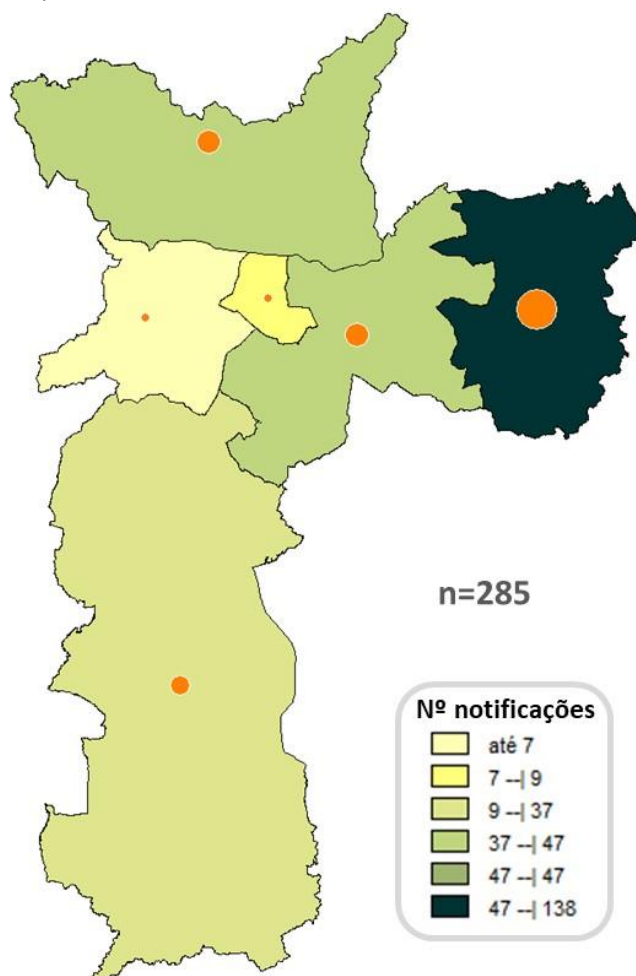 n=285
Nº notificações
até 7
7 --| 9
9 --| 37
37 --| 47
47 --| 47
47 --| 138